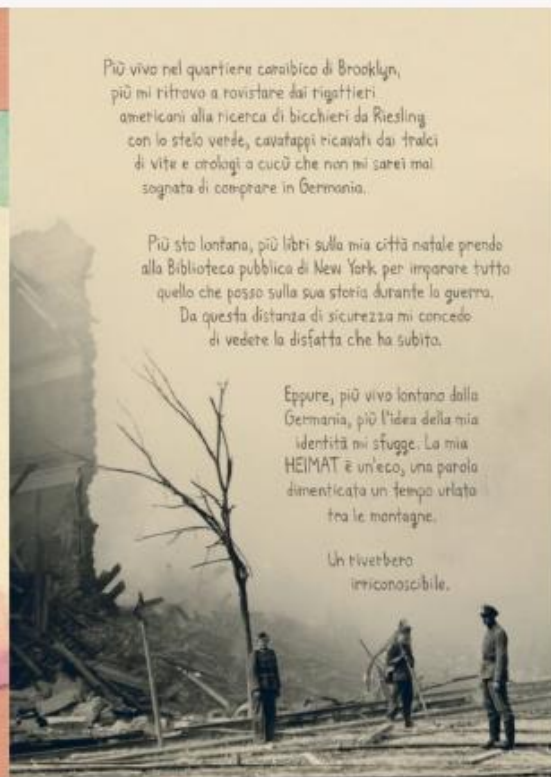 Più vivo nel quartiere caraibico di Brooklyn,
più mi ritrovo a rovistare dai rigattieri
americani alla ricerca di bicchieri da Riesling
con lo stelo verde, cavatappi ricavati dai tralci
di vite e orologi a cucù che non mi sarei mai
sognata di comprare in Germania.
Più sto lontana, più libri sulla mia città natale prendo
alla Biblioteca pubblica di New York per imparare tutto
quello che posso sulla sua storia durante la guerra.
Da questa distanza di sicurezza mi concedo
di vedere la disfatta che ha subito.
Eppure, più vivo lontano dalla
Germania, più l'idea della mia
identità mi sfugge. La mia
HEIMAT è un'eco, una parola
dimenticata un tempo urlata
tra le montagne.
Un riverbero
irriconoscibile.